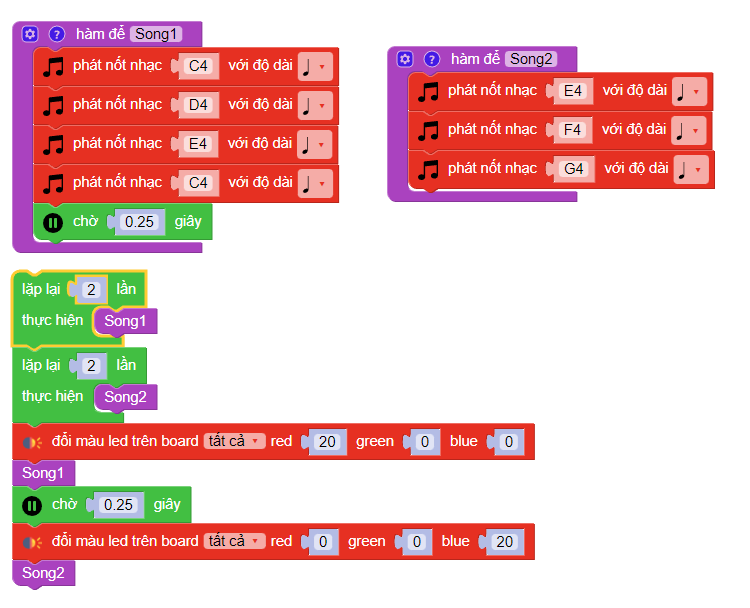 ? hàm để Song1
phát nốt nhạc C4 với độ dài
phát nốt nhạc D4 với độ dài
phát nốt nhạc E4 với độ dài
phát nốt nhạc C4 với độ dài
chờ 0.25 giây
? hàm để Song2
phát nốt nhạc E4 với độ dài
phát nốt nhạc F4 với độ dài
phát nốt nhạc G4 với độ dài
lặp lại 2 lần
thực hiện Song1
lặp lại 2 lần
thực hiện Song2
đổi màu led trên board tất cả red 20 green 0 blue 0
Song1
chờ 0.25 giây
đổi màu led trên board tất cả red 0 green 0 blue 20
Song2